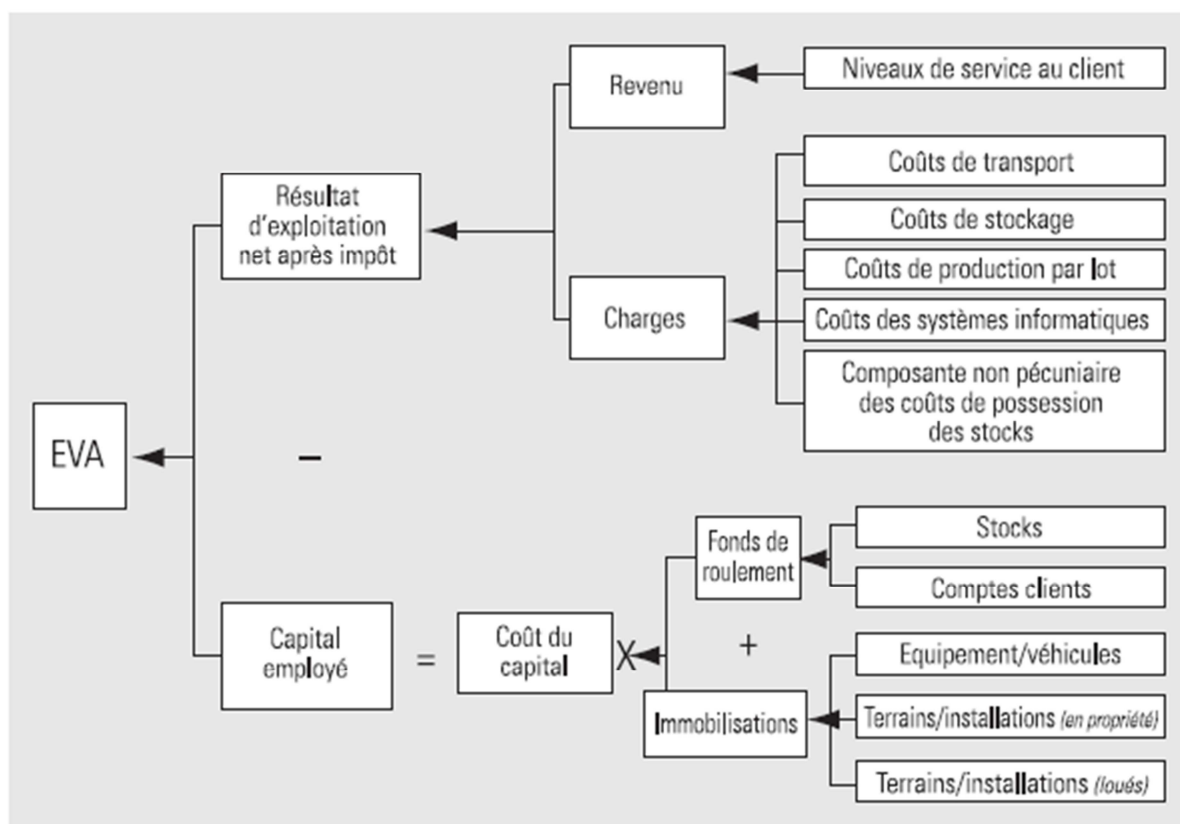 Niveaux de service au client
Revenu
Coûts de transport
Résultat
d'exploitation
net après impôt
Coûts de stockage
Coûts de production par lot
Charges
Coûts des systèmes informatiques
Composante non pécuniaire
des coûts de possession
des stocks
EVA
–
Fonds de
roulement
Stocks
Comptes clients
Capital
employé
=
Coût du
capital
X
+
Equipement/véhicules
Immobilisations
Terrains/installations (en propriété)
Terrains/installations (loués)